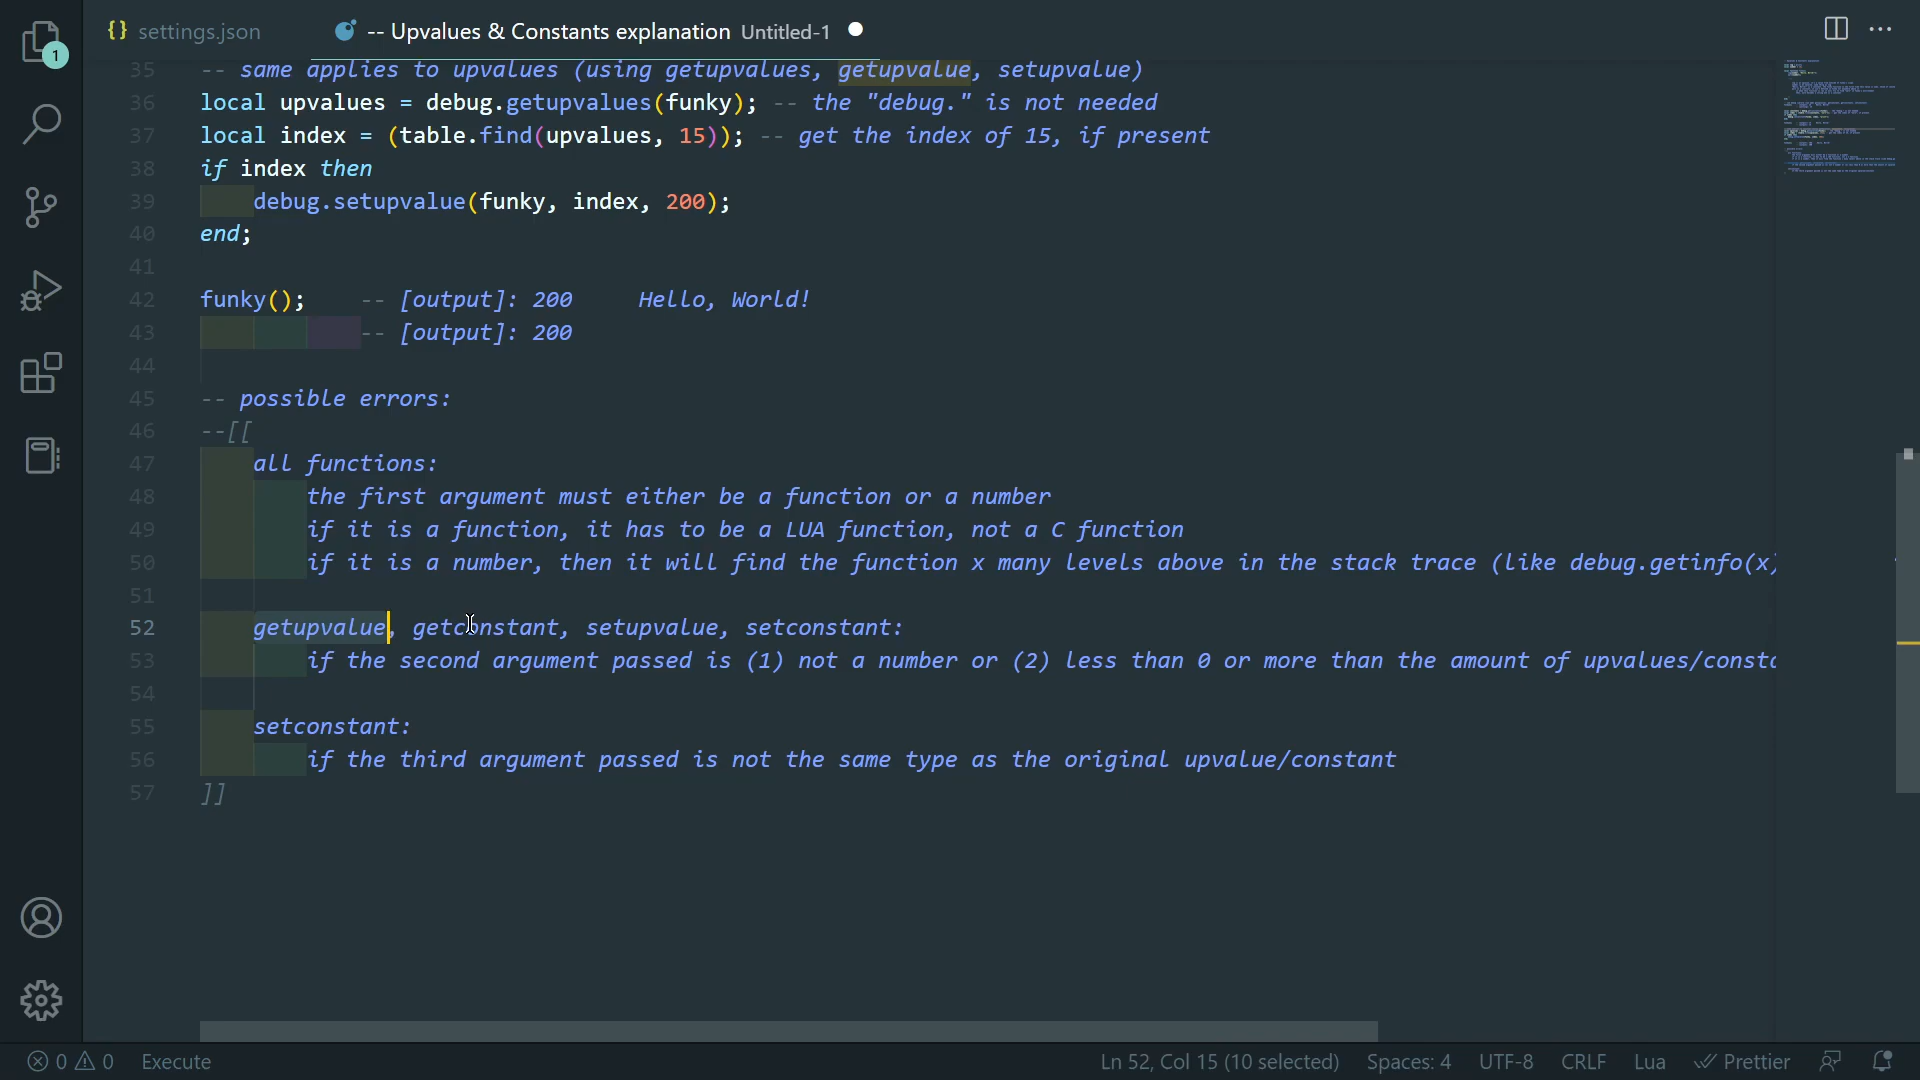 1
{} settings.json
-- Upvalues & Constants explanation Untitled-1
35 -- same applies to upvalues (using getupvalues, getupvalue, setupvalue)
36 local upvalues = debug.getupvalues(funky); -- the "debug." is not needed
37 local index = (table.find(upvalues, 15)); -- get the index of 15, if present
38 if index then
39 debug.setupvalue(funky, index, 200);
40 end;
41
42 funky(); -- [output]: 200 Hello, World!
43 -- [output]: 200
44
45 -- possible errors:
46 --[[
47 all functions:
48 the first argument must either be a function or a number
49 if it is a function, it has to be a LUA function, not a C function
50 if it is a number, then it will find the function x many levels above in the stack trace (like debug.getinfo(x)
51
52 getupvalue, getconstant, setupvalue, setconstant:
53 if the second argument passed is (1) not a number or (2) less than 0 or more than the amount of upvalues/consta
54
55 setconstant:
56 if the third argument passed is not the same type as the original upvalue/constant
57 ]]
0 0 Execute Ln 52, Col 15 (10 selected) Spaces: 4 UTF-8 CRLF Lua Prettier